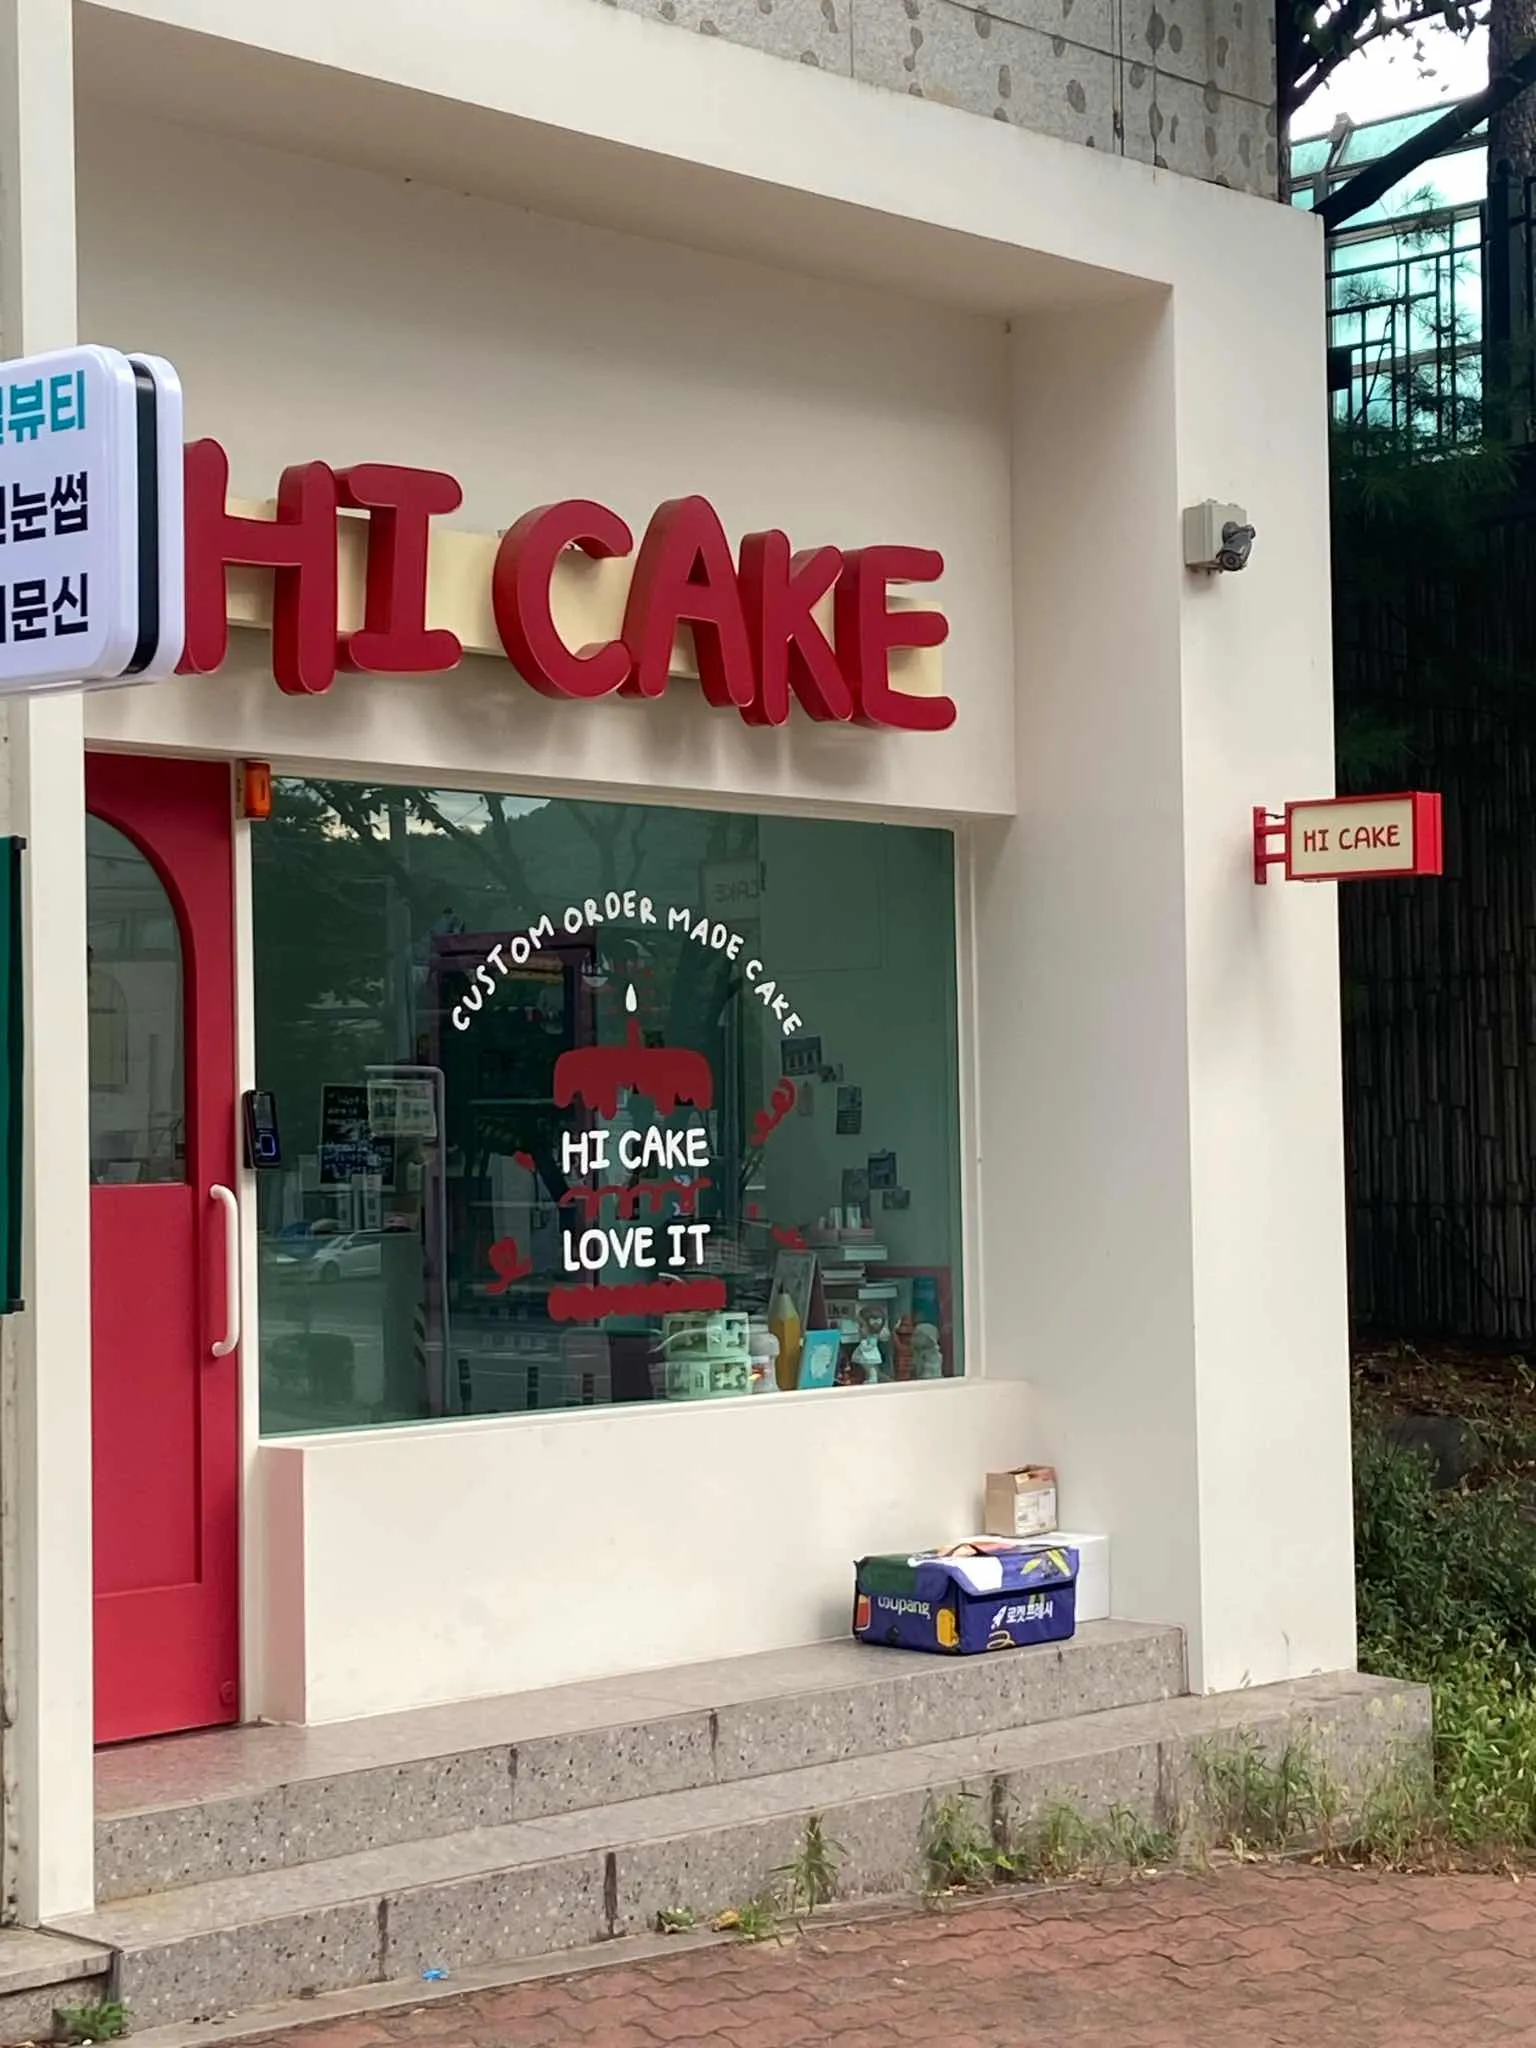 뷰티
눈썹
문신
HI CAKE
HI CAKE
CUSTOM ORDER MADE CAKE
HI CAKE
LOVE IT
coupang
로켓프레시